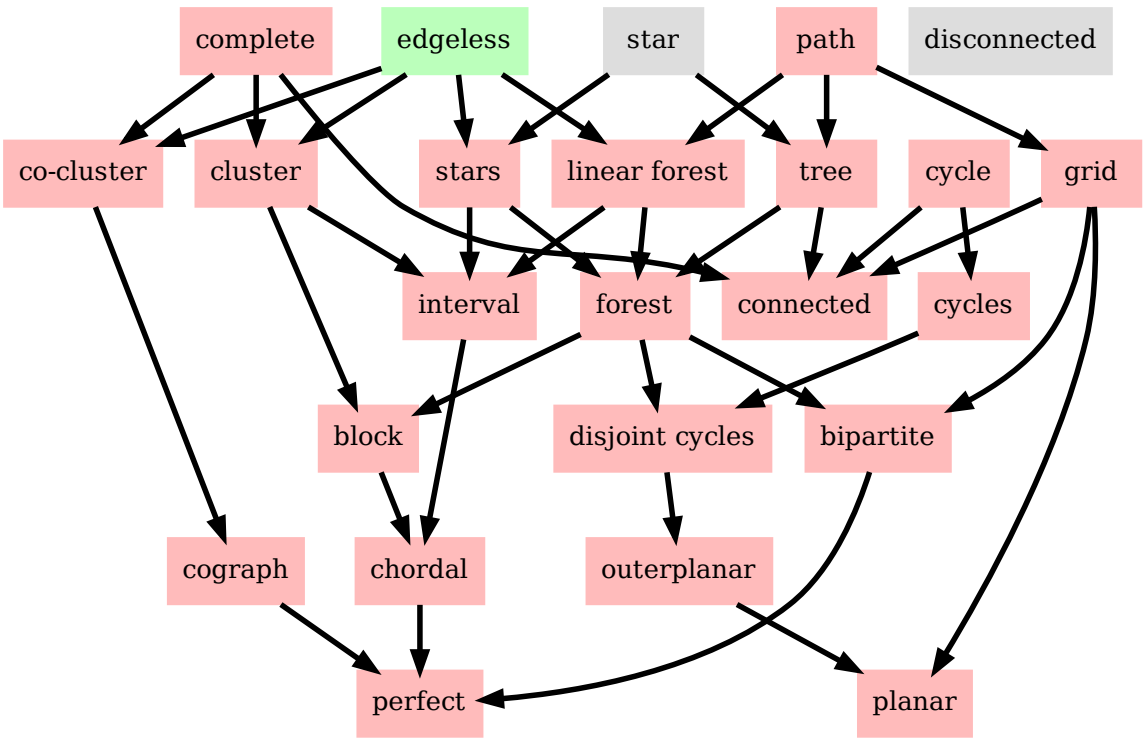 complete
edgeless
star
path
disconnected
co-cluster
cluster
stars
linear forest
tree
cycle
grid
interval
forest
connected
cycles
block
disjoint cycles
bipartite
cograph
chordal
outerplanar
perfect
planar